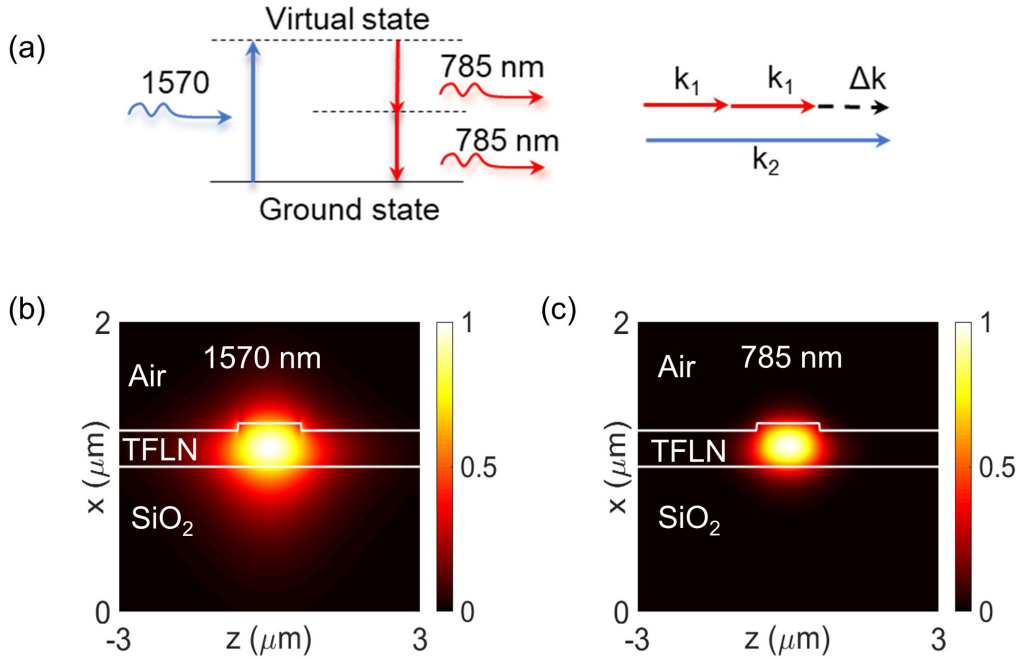 (a)
Virtual state
1570
785 nm
785 nm
Ground state
k₁ k₁ Δk
k₂
(b)
2
1570 nm
Air
TFLN
SiO₂
x (μm)
0
-3 z (μm) 3
1
0.5
0
(c)
785 nm
Air
TFLN
SiO₂
x (μm)
2
0
-3 z (μm) 3
1
0.5
0